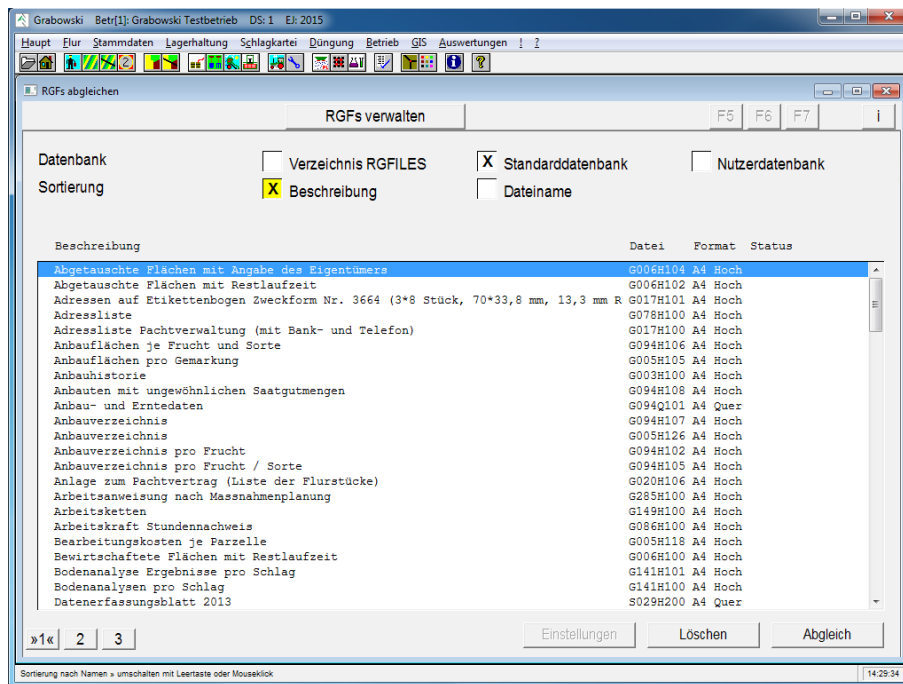 Grabowski Betr[1]: Grabowski Testbetrieb DS: 1 EJ: 2015
Haupt Flur Stammdaten Lagerhaltung Schlagkartei Düngung Betrieb GIS Auswertungen ! ?
RGFs abgleichen
RGFs verwalten F5 F6 F7 i
Datenbank Verzeichnis RGFILES X Standarddatenbank Nutzerdatenbank
Sortierung X Beschreibung Dateiname
Beschreibung Datei Format Status
Abgetauschte Flächen mit Angabe des Eigentümers G006H104 A4 Hoch
Abgetauschte Flächen mit Restlaufzeit G006H102 A4 Hoch
Adressen auf Etikettenbogen Zweckform Nr. 3664 (3*8 Stück, 70*33,8 mm, 13,3 mm R G017H101 A4 Hoch
Adressliste G078H100 A4 Hoch
Adressliste Pachtverwaltung (mit Bank- und Telefon) G017H100 A4 Hoch
Anbauflächen je Frucht und Sorte G094H106 A4 Hoch
Anbauflächen pro Gemarkung G005H105 A4 Hoch
Anbauhistorie G003H100 A4 Hoch
Anbauten mit ungewöhnlichen Saatgutmengen G094H108 A4 Hoch
Anbau- und Erntedaten G094Q101 A4 Quer
Anbauverzeichnis G094H107 A4 Hoch
Anbauverzeichnis G005H126 A4 Hoch
Anbauverzeichnis pro Frucht G094H102 A4 Hoch
Anbauverzeichnis pro Frucht / Sorte G094H105 A4 Hoch
Anlage zum Pachtvertrag (Liste der Flurstücke) G020H106 A4 Hoch
Arbeitsanweisung nach Massnahmenplanung G285H100 A4 Hoch
Arbeitsketten G149H100 A4 Hoch
Arbeitskraft Stundennachweis G086H100 A4 Hoch
Bearbeitungskosten je Parzelle G005H118 A4 Hoch
Bewirtschaftete Flächen mit Restlaufzeit G006H100 A4 Hoch
Bodenanalyse Ergebnisse pro Schlag G141H101 A4 Hoch
Bodenanalysen pro Schlag G141H100 A4 Hoch
Datenerfassungsblatt 2013 S029H200 A4 Quer
»1« 2 3 Einstellungen Löschen Abgleich
Sortierung nach Namen » umschalten mit Leertaste oder Mouseklick 14:29:34